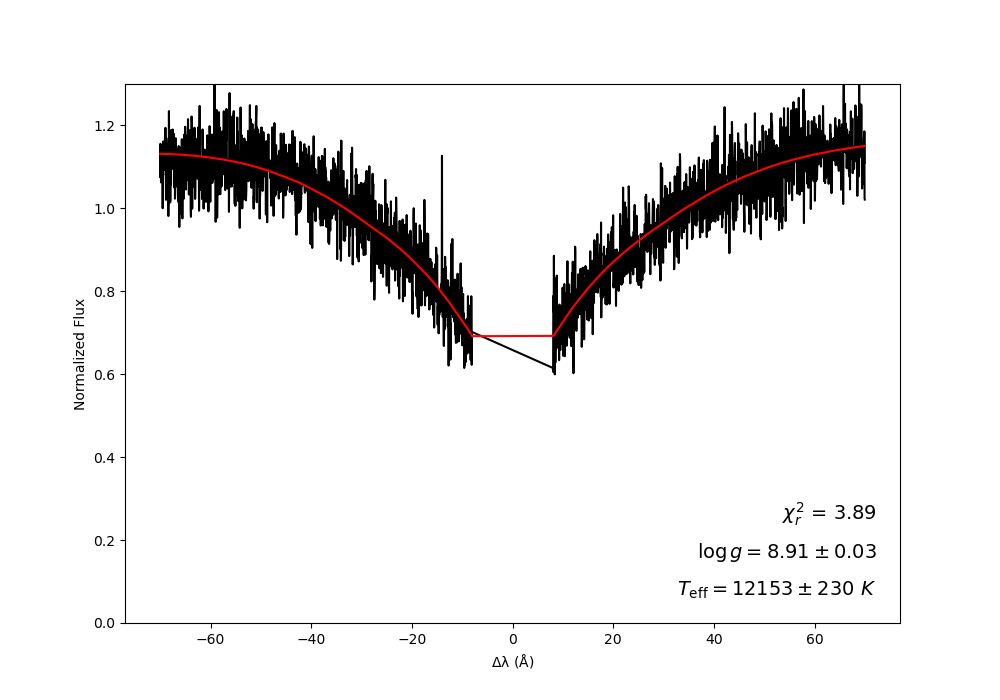 1.2
1.0
0.8
0.6
0.4
0.2
0.0
Normalized Flux
χ²ᵣ = 3.89
log g = 8.91 ± 0.03
T_eff = 12153 ± 230 K
−60 −40 −20 0 20 40 60
Δλ (Å)